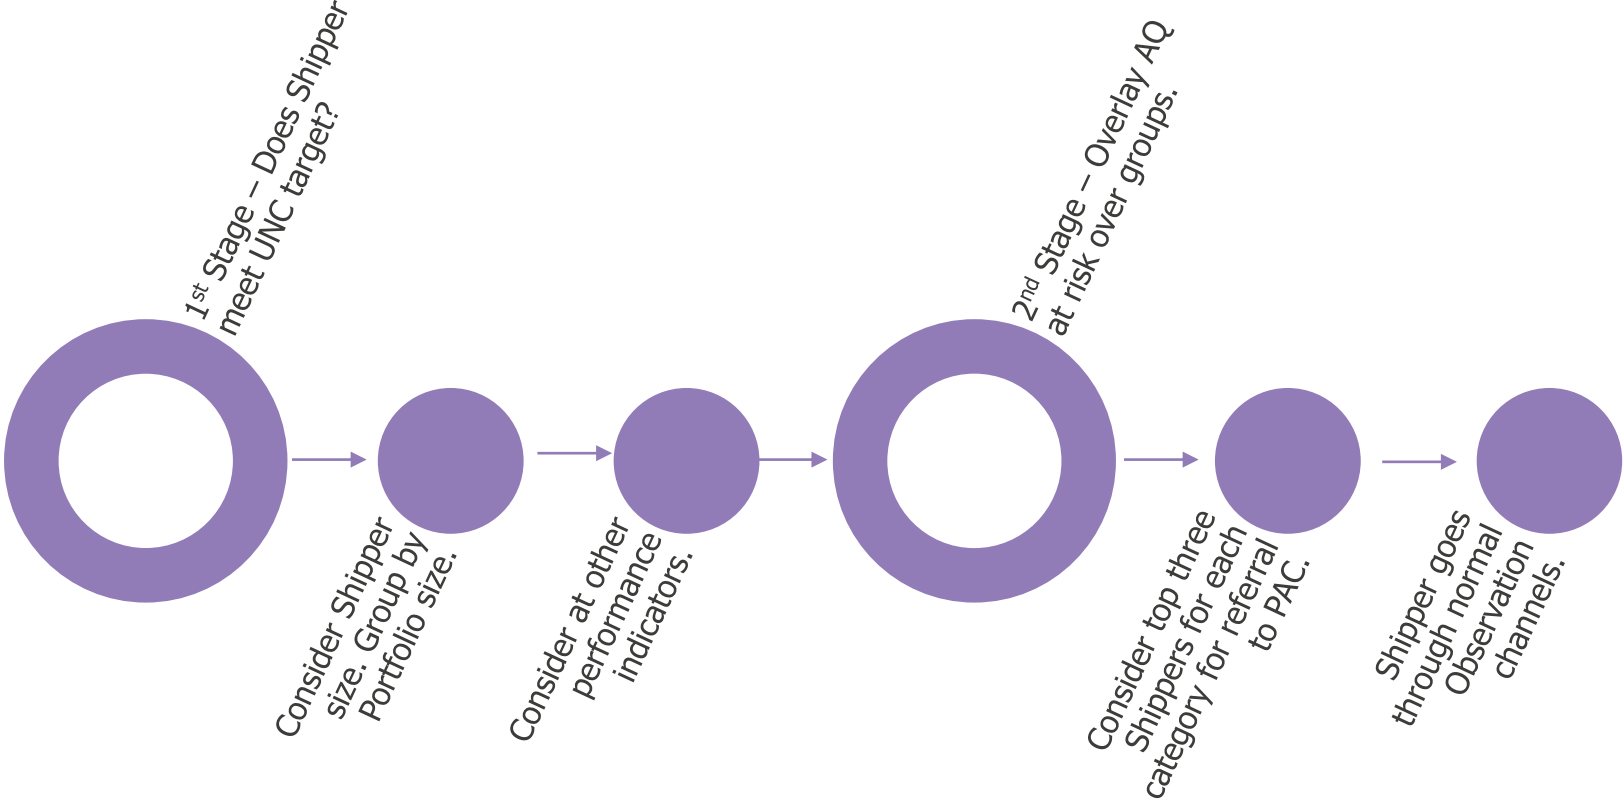 1st Stage – Does Shipper
meet UNC target?
Consider Shipper
size. Group by
Portfolio size.
Consider at other
performance
indicators.
2nd Stage – Overlay AQ
at risk over groups.
Consider top three
Shippers for each
category for referral
to PAC.
Shipper goes
through normal
Observation
channels.